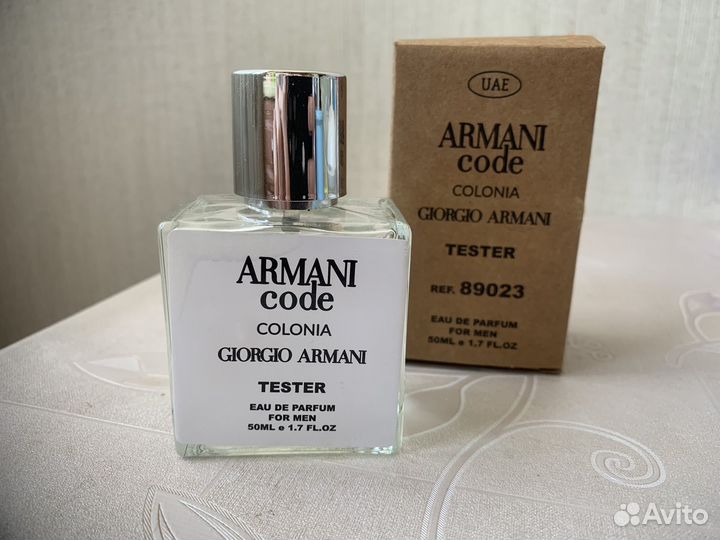 UAE
ARMANI
code
COLONIA
GIORGIO ARMANI
TESTER
REF. 89023
EAU DE PARFUM
FOR MEN
50ML e 1.7 FL.OZ
ARMANI
code
COLONIA
GIORGIO ARMANI
TESTER
EAU DE PARFUM
FOR MEN
50ML e 1.7 FL.OZ
Avito